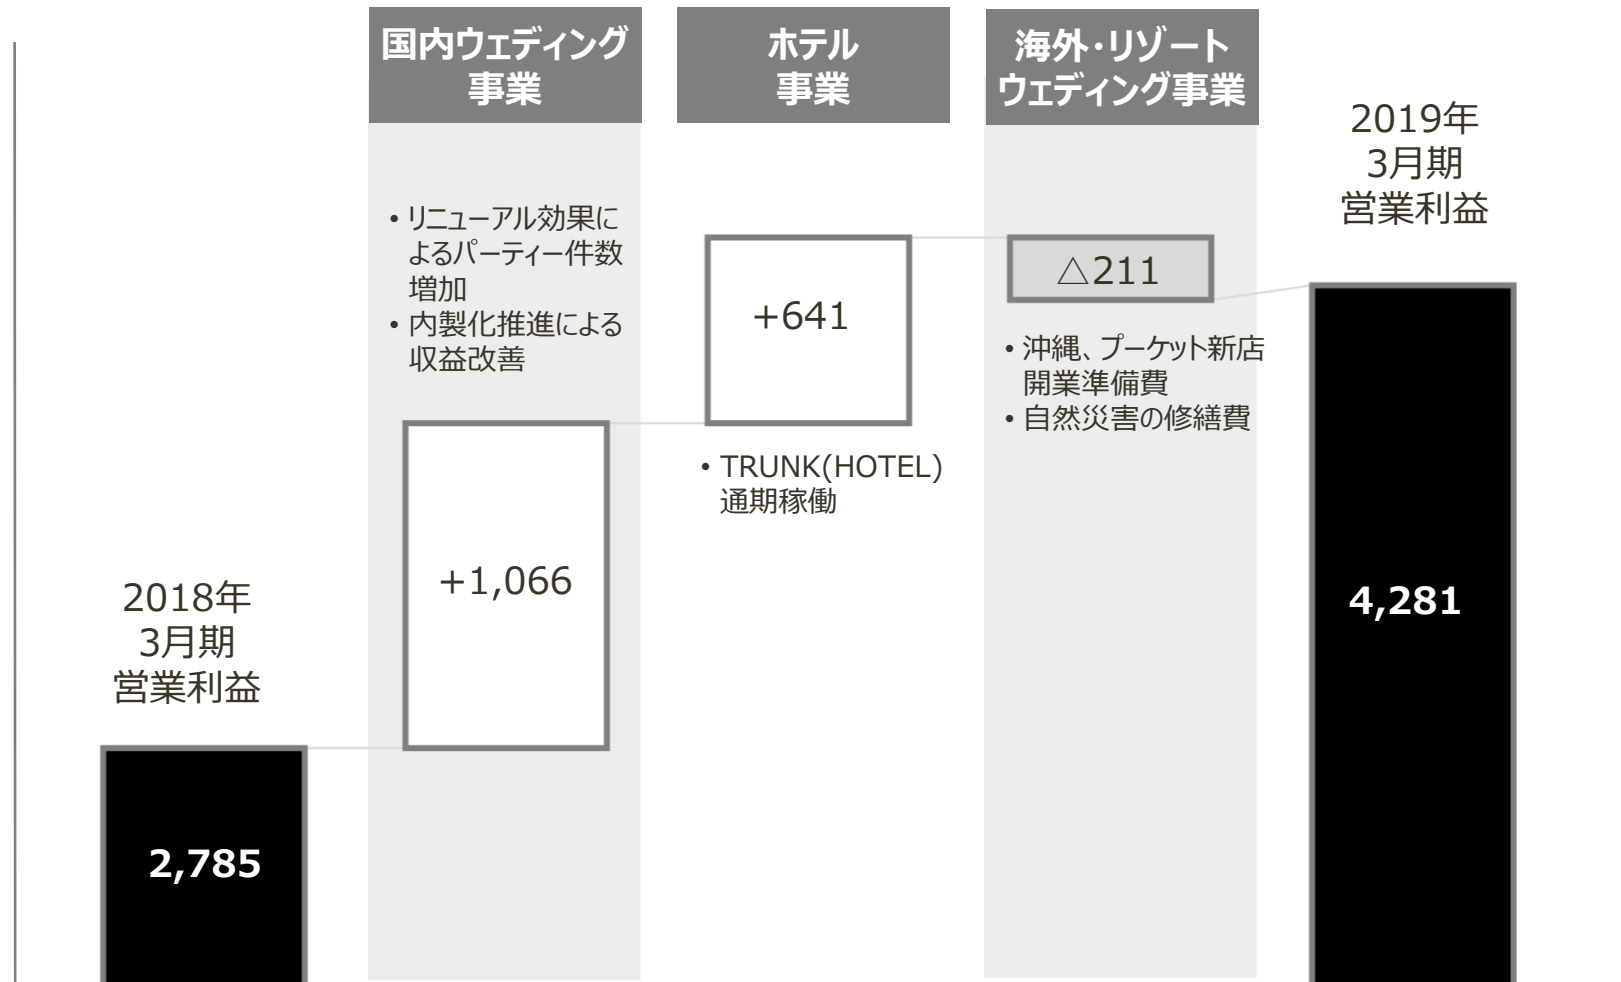 国内ウェディング
事業
ホテル
事業
海外・リゾート
ウェディング事業
2018年
3月期
営業利益
2,785
• リニューアル効果に
よるパーティー件数
増加
• 内製化推進による
収益改善
+1,066
+641
• TRUNK(HOTEL)
通期稼働
△211
• 沖縄、プーケット新店
開業準備費
• 自然災害の修繕費
2019年
3月期
営業利益
4,281